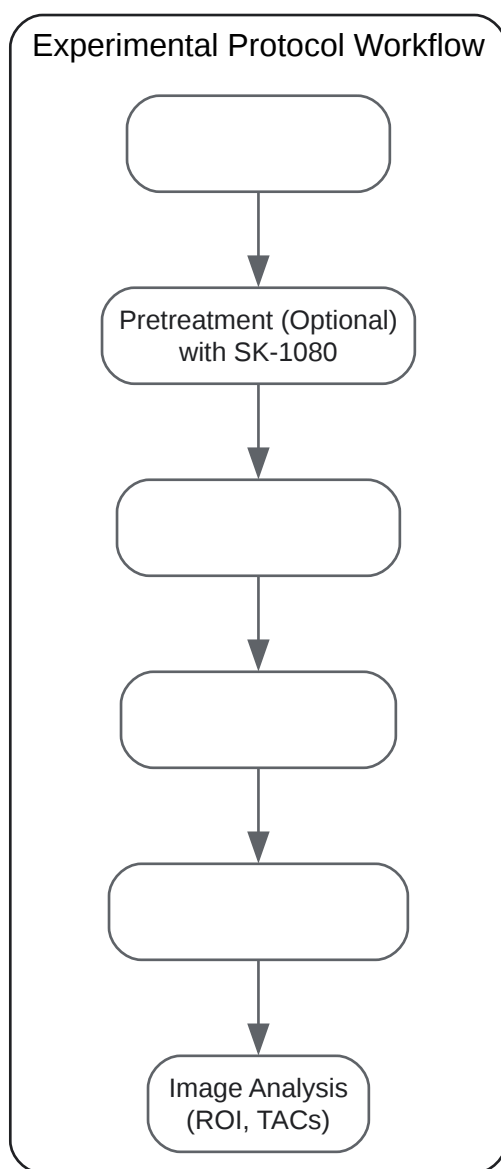 Experimental Protocol Workflow
Pretreatment (Optional)
with SK-1080
Image Analysis
(ROI, TACs)